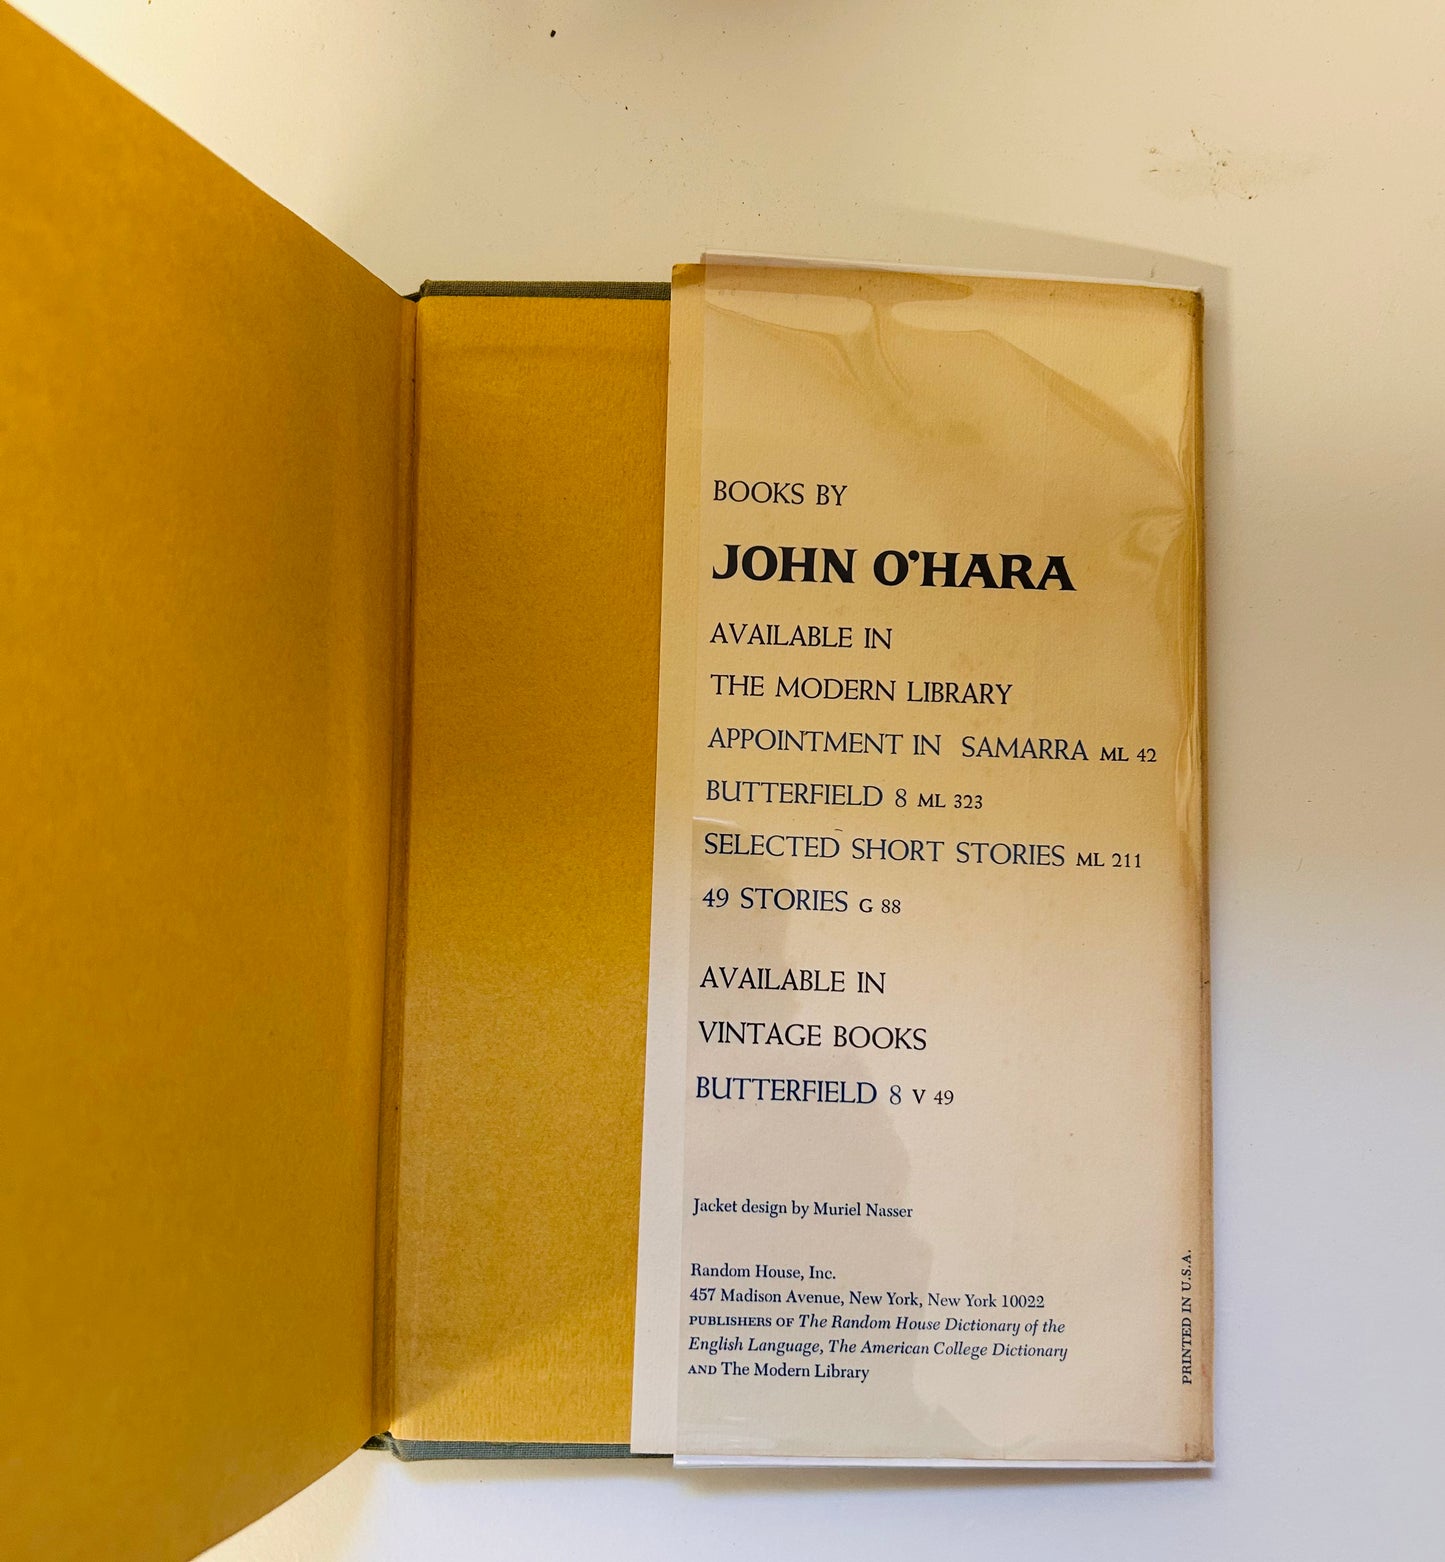 BOOKS BY
JOHN O'HARA
AVAILABLE IN
THE MODERN LIBRARY
APPOINTMENT IN SAMARRA ML 42
BUTTERFIELD 8 ML 323
SELECTED SHORT STORIES ML 211
49 STORIES G 88
AVAILABLE IN
VINTAGE BOOKS
BUTTERFIELD 8 V 49
Jacket design by Muriel Nasser
Random House, Inc.
457 Madison Avenue, New York, New York 10022
PUBLISHERS OF The Random House Dictionary of the
English Language, The American College Dictionary
AND The Modern Library
PRINTED IN U.S.A.